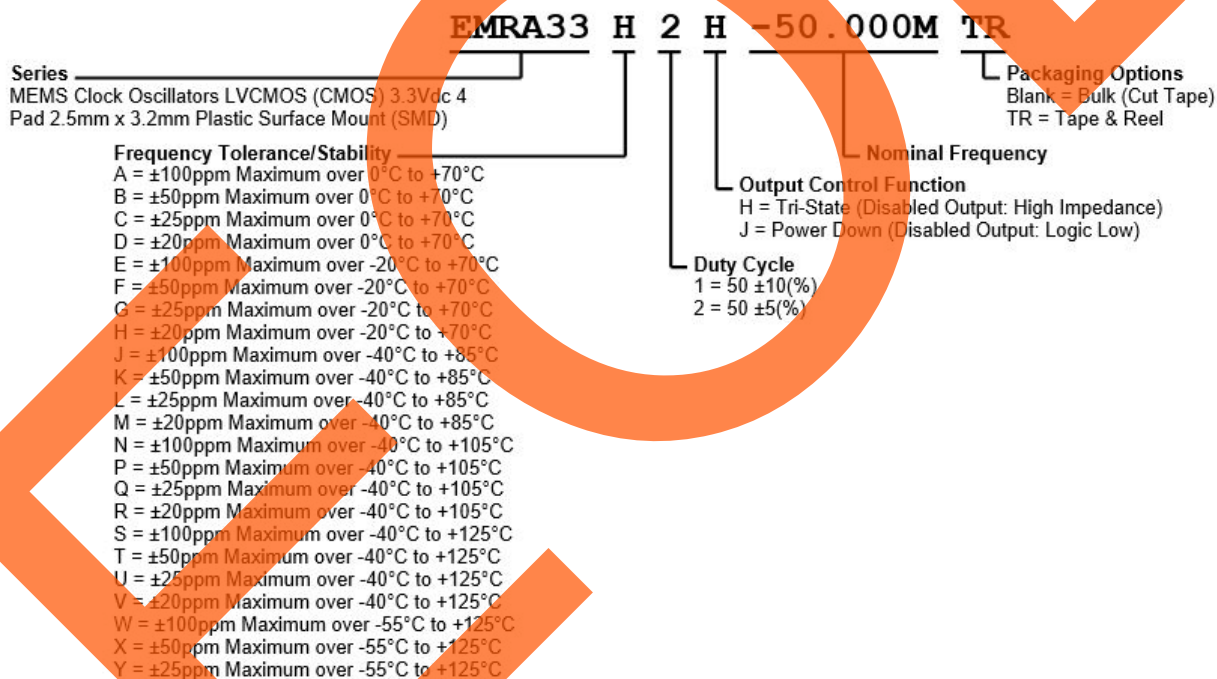 EMRA33 H 2 H -50.000M TR
Series
MEMS Clock Oscillators LVCMOS (CMOS) 3.3Vdc 4
Pad 2.5mm x 3.2mm Plastic Surface Mount (SMD)
Packaging Options
Blank = Bulk (Cut Tape)
TR = Tape & Reel
Frequency Tolerance/Stability
A = ±100ppm Maximum over 0°C to +70°C
B = ±50ppm Maximum over 0°C to +70°C
C = ±25ppm Maximum over 0°C to +70°C
D = ±20ppm Maximum over 0°C to +70°C
E = ±100ppm Maximum over -20°C to +70°C
F = ±50ppm Maximum over -20°C to +70°C
G = ±25ppm Maximum over -20°C to +70°C
H = ±20ppm Maximum over -20°C to +70°C
J = ±100ppm Maximum over -40°C to +85°C
K = ±50ppm Maximum over -40°C to +85°C
L = ±25ppm Maximum over -40°C to +85°C
M = ±20ppm Maximum over -40°C to +85°C
N = ±100ppm Maximum over -40°C to +105°C
P = ±50ppm Maximum over -40°C to +105°C
Q = ±25ppm Maximum over -40°C to +105°C
R = ±20ppm Maximum over -40°C to +105°C
S = ±100ppm Maximum over -40°C to +125°C
T = ±50ppm Maximum over -40°C to +125°C
U = ±25ppm Maximum over -40°C to +125°C
V = ±20ppm Maximum over -40°C to +125°C
W = ±100ppm Maximum over -55°C to +125°C
X = ±50ppm Maximum over -55°C to +125°C
Y = ±25ppm Maximum over -55°C to +125°C
Nominal Frequency
Output Control Function
H = Tri-State (Disabled Output: High Impedance)
J = Power Down (Disabled Output: Logic Low)
Duty Cycle
1 = 50 ±10(%)
2 = 50 ±5(%)